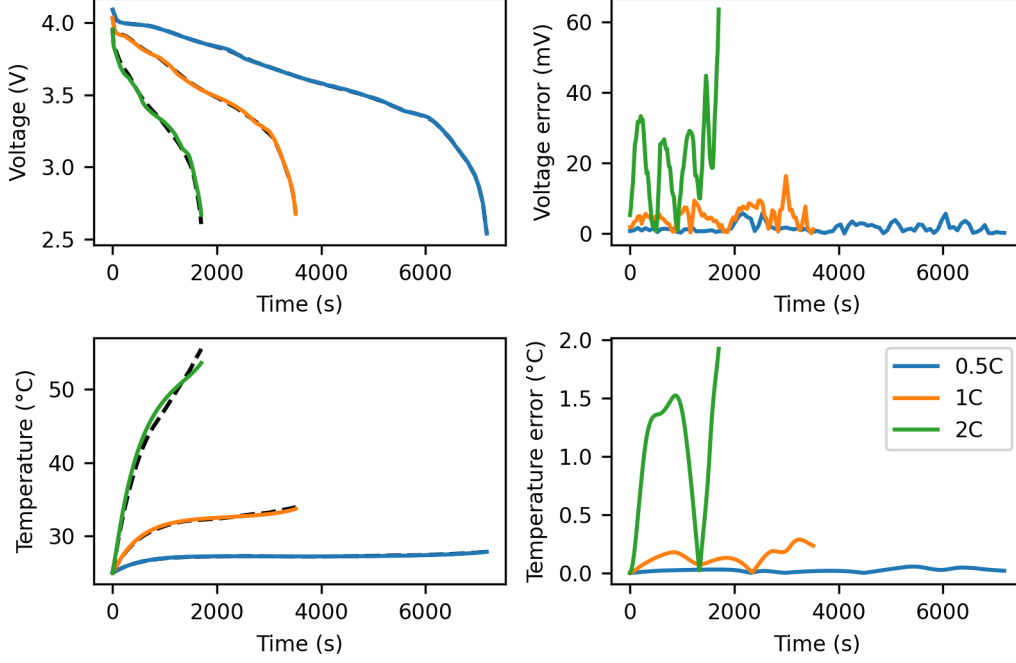 Voltage (V)
4.0
3.5
3.0
2.5
0
2000
4000
6000
Time (s)
Voltage error (mV)
60
40
20
0
0
2000
4000
6000
Time (s)
Temperature (°C)
50
40
30
0
2000
4000
6000
Time (s)
Temperature error (°C)
2.0
1.5
1.0
0.5
0.0
0
2000
4000
6000
Time (s)
0.5C
1C
2C